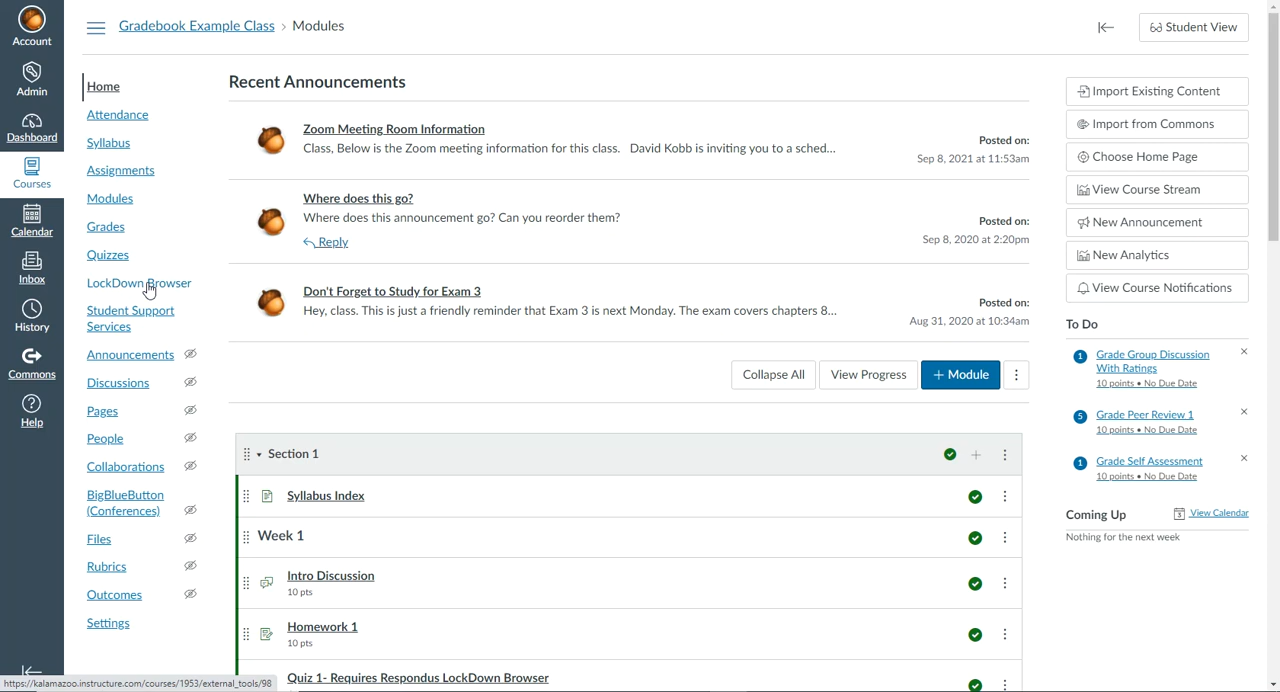 Account
Admin
Dashboard
Courses
Calendar
Inbox
History
Commons
Help
Gradebook Example Class › Modules
Student View
Home
Attendance
Syllabus
Assignments
Modules
Grades
Quizzes
LockDown Browser
Student Support
Services
Announcements
Discussions
Pages
People
Collaborations
BigBlueButton
(Conferences)
Files
Rubrics
Outcomes
Settings
Recent Announcements
Zoom Meeting Room Information
Class, Below is the Zoom meeting information for this class. David Kobb is inviting you to a sched...
Posted on:
Sep 8, 2021 at 11:53am
Where does this go?
Where does this announcement go? Can you reorder them?
Reply
Posted on:
Sep 8, 2020 at 2:20pm
Don't Forget to Study for Exam 3
Hey, class. This is just a friendly reminder that Exam 3 is next Monday. The exam covers chapters 8...
Posted on:
Aug 31, 2020 at 10:34am
Collapse All
View Progress
+ Module
Section 1
Syllabus Index
Week 1
Intro Discussion
10 pts
Homework 1
10 pts
Quiz 1- Requires Respondus LockDown Browser
Import Existing Content
Import from Commons
Choose Home Page
View Course Stream
New Announcement
New Analytics
View Course Notifications
To Do
1 Grade Group Discussion
With Ratings
10 points • No Due Date
5 Grade Peer Review 1
10 points • No Due Date
1 Grade Self Assessment
10 points • No Due Date
Coming Up
3 View Calendar
Nothing for the next week
https://kalamazoo.instructure.com/courses/1953/external_tools/98